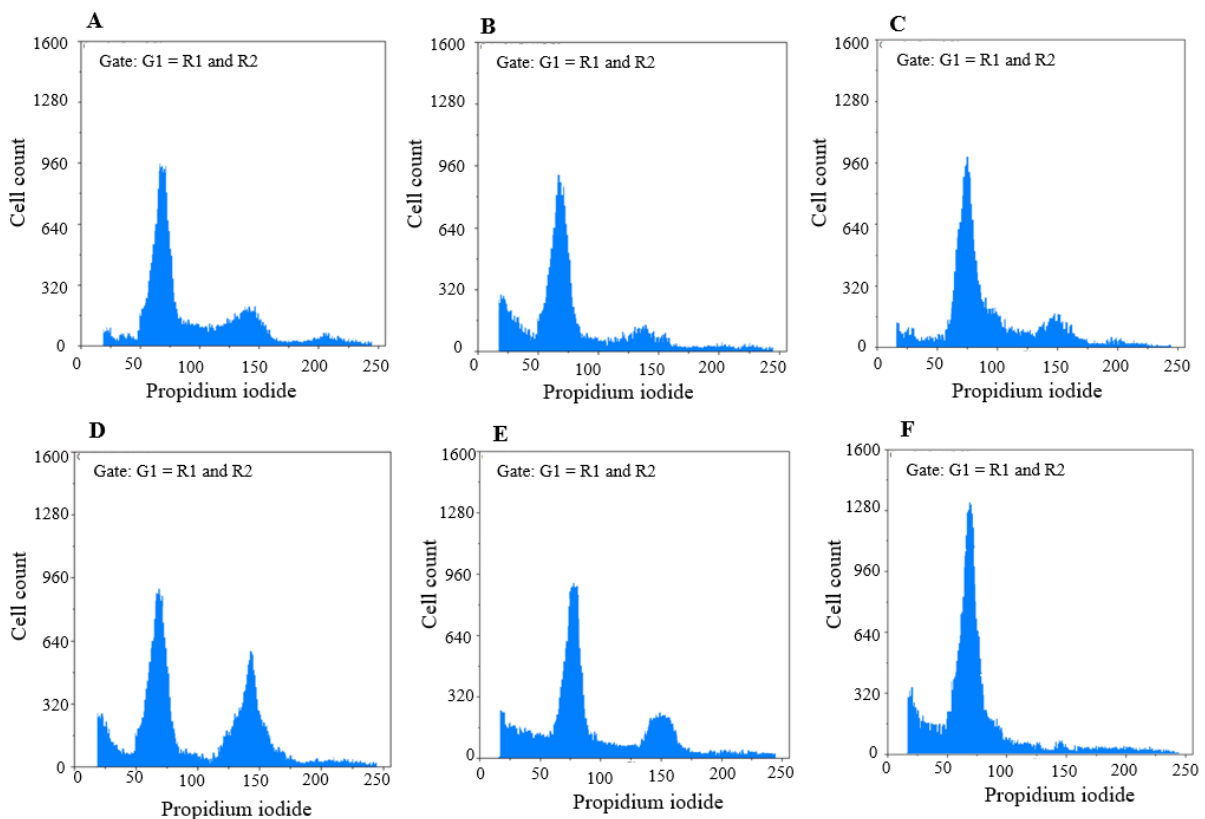 A
1600
Gate: G1 = R1 and R2
1280
960
640
320
0
Cell count
0 50 100 150 200 250
Propidium iodide
B
1600
Gate: G1 = R1 and R2
1280
960
640
320
0
Cell count
0 50 100 150 200 250
Propidium iodide
C
1600
Gate: G1 = R1 and R2
1280
960
640
320
0
Cell count
0 50 100 150 200 250
Propidium iodide
D
1600
Gate: G1 = R1 and R2
1280
960
640
320
0
Cell count
0 50 100 150 200 250
Propidium iodide
E
1600
Gate: G1 = R1 and R2
1280
960
640
320
0
Cell count
0 50 100 150 200 250
Propidium iodide
F
1600
Gate: G1 = R1 and R2
1280
960
640
320
0
Cell count
0 50 100 150 200 250
Propidium iodide